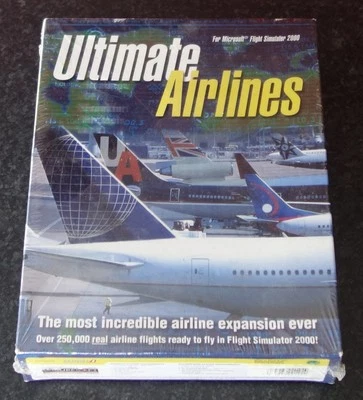 For Microsoft® Flight Simulator 2000
Ultimate
Airlines
UA
The most incredible airline expansion ever
Over 250,000 real airline flights ready to fly in Flight Simulator 2000!